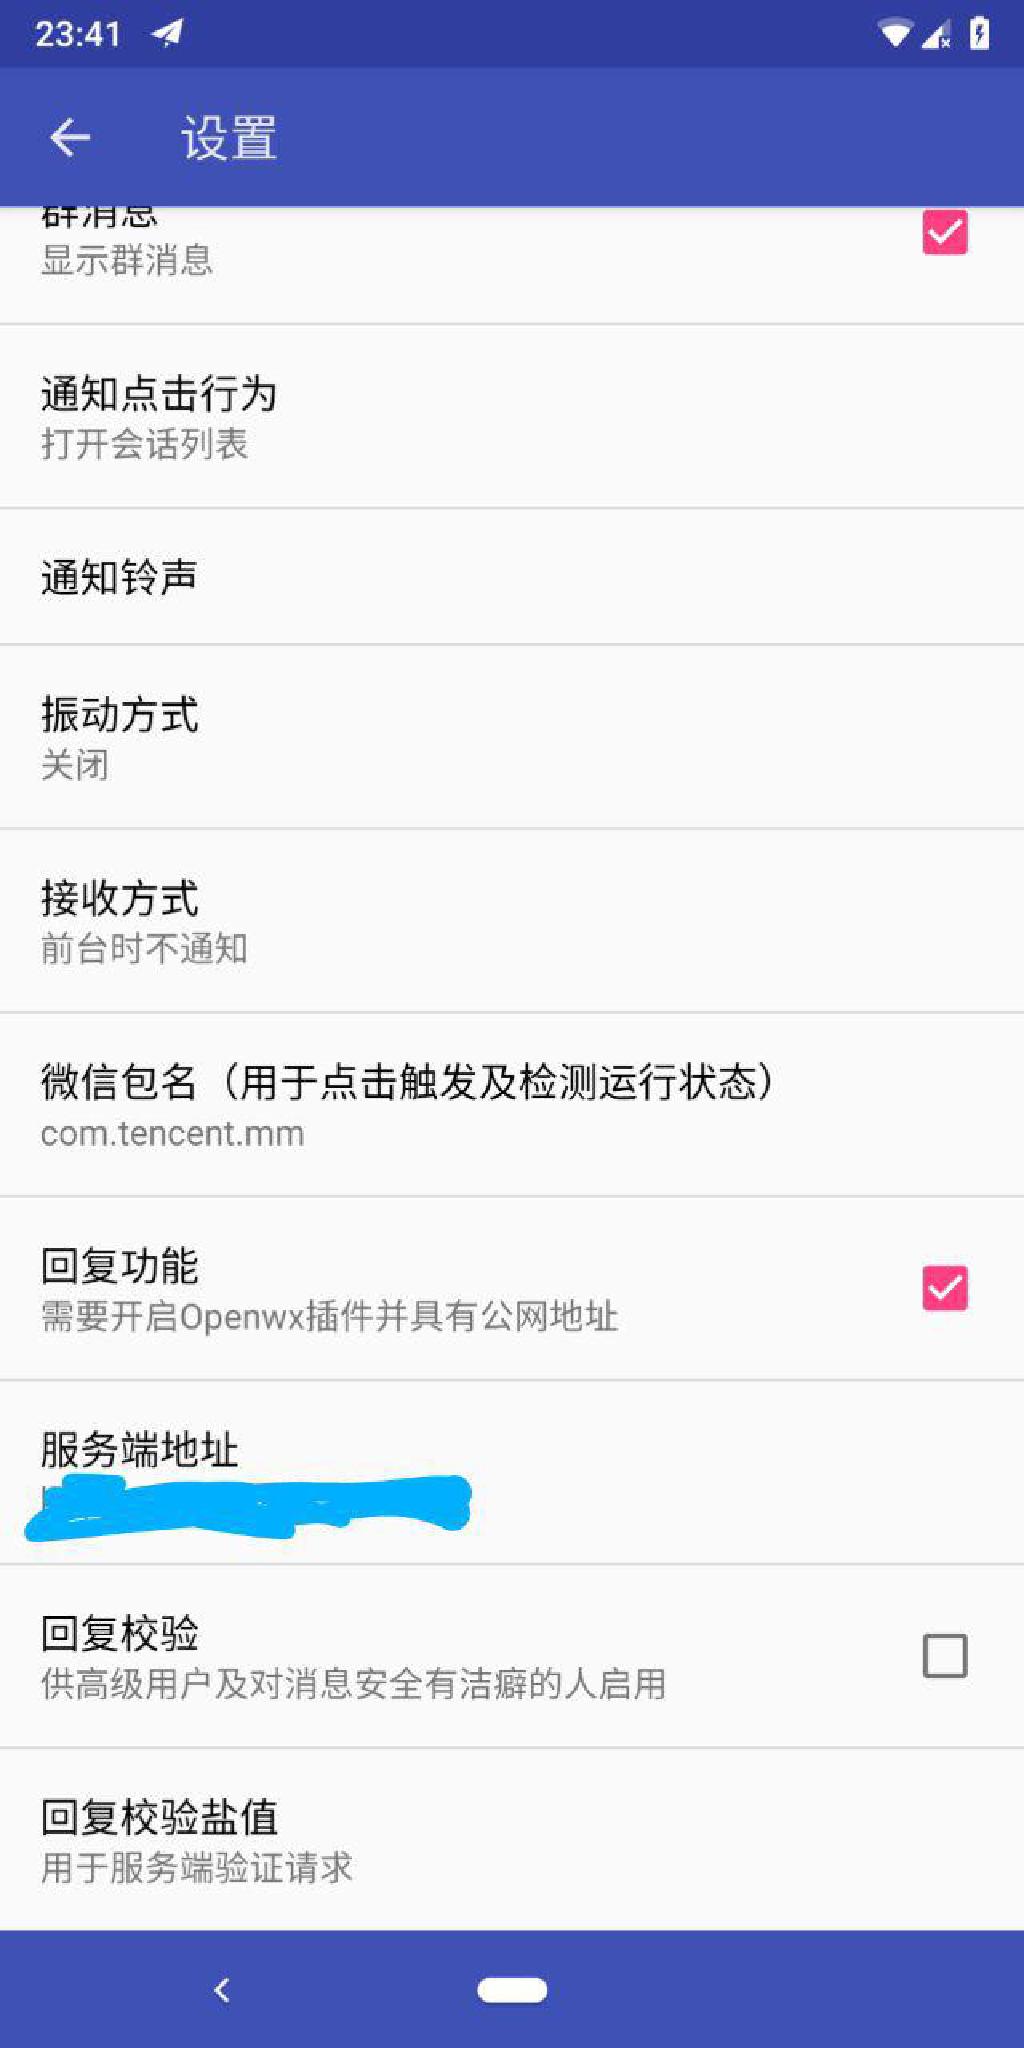 23:41
设置
群消息
显示群消息
通知点击行为
打开会话列表
通知铃声
振动方式
关闭
接收方式
前台时不通知
微信包名（用于点击触发及检测运行状态）
com.tencent.mm
回复功能
需要开启Openwx插件并具有公网地址
服务端地址
回复校验
供高级用户及对消息安全有洁癖的人启用
回复校验盐值
用于服务端验证请求